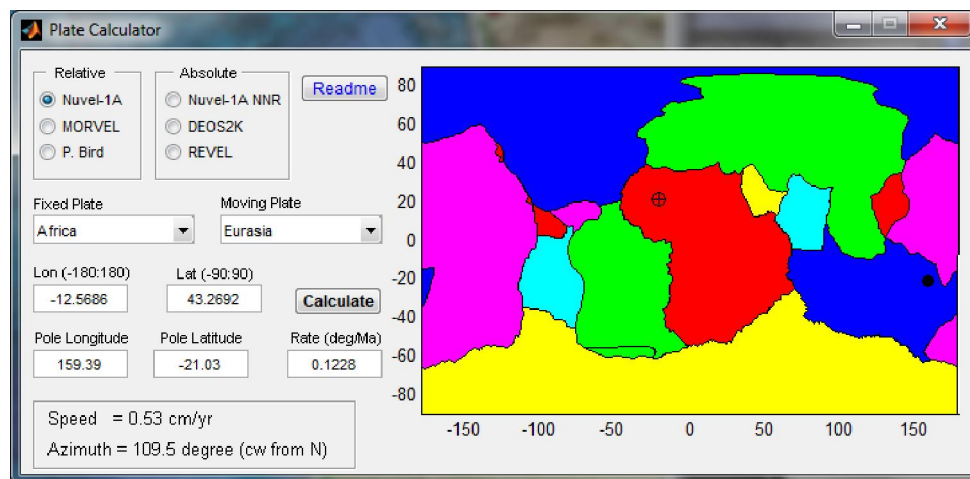 Plate Calculator
Relative
Absolute
Nuvel-1A
Nuvel-1A NNR
MORVEL
DEOS2K
P. Bird
REVEL
Readme
Fixed Plate
Moving Plate
Africa
Eurasia
Lon (-180:180)
Lat (-90:90)
-12.5686
43.2692
Calculate
Pole Longitude
Pole Latitude
Rate (deg/Ma)
159.39
-21.03
0.1228
Speed = 0.53 cm/yr
Azimuth = 109.5 degree (cw from N)
80
60
40
20
0
-20
-40
-60
-80
-150
-100
-50
0
50
100
150